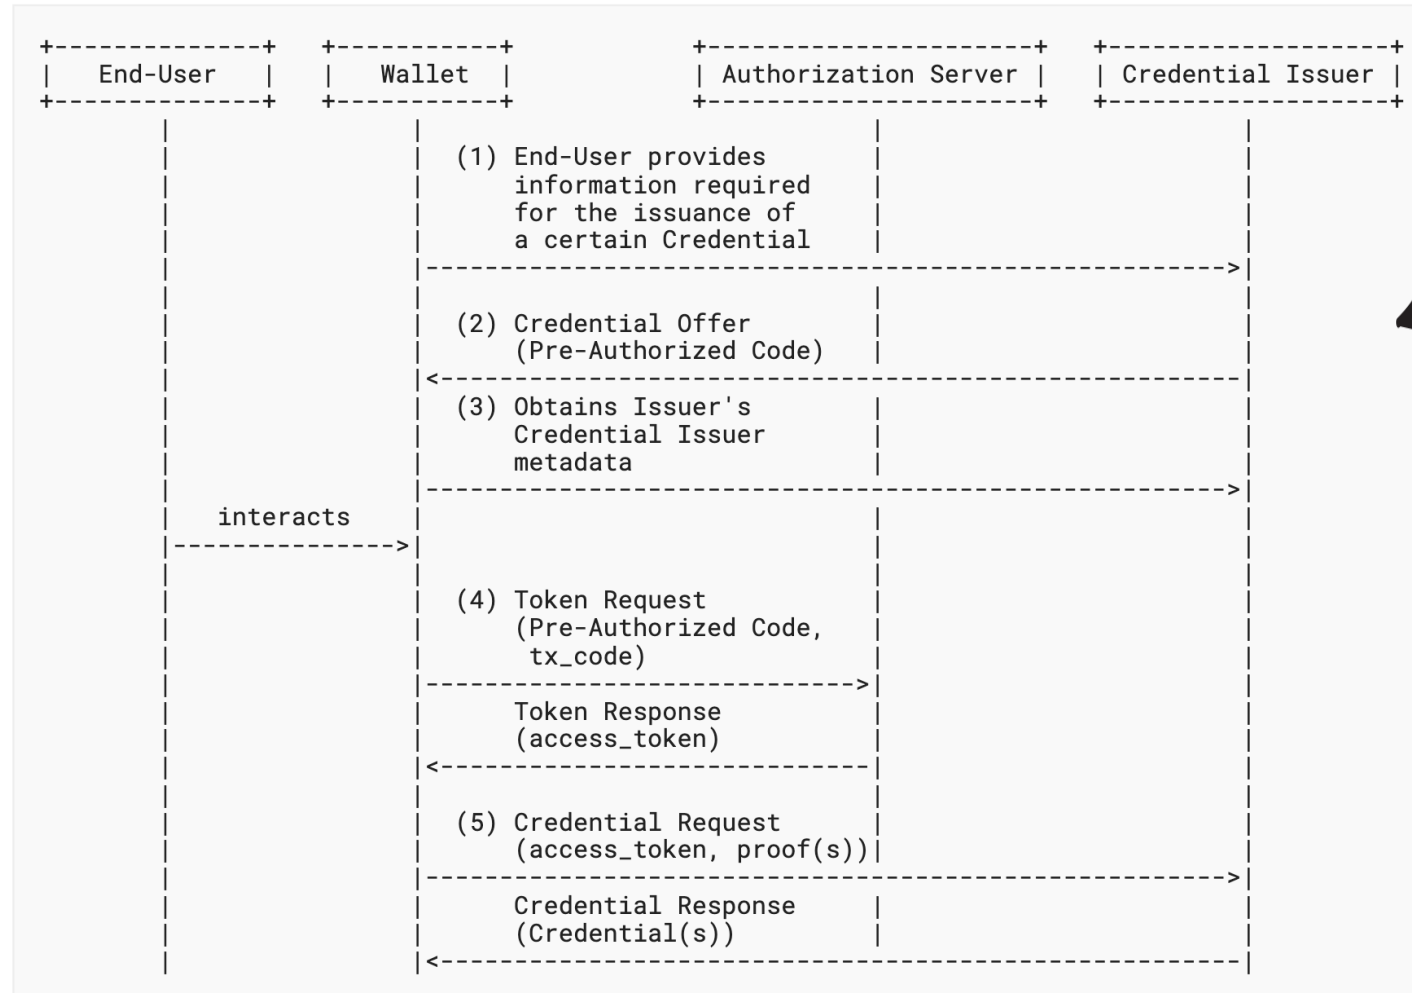 End-User Wallet Authorization Server Credential Issuer
(1) End-User provides
information required
for the issuance of
a certain Credential
(2) Credential Offer
(Pre-Authorized Code)
(3) Obtains Issuer's
Credential Issuer
metadata
interacts
(4) Token Request
(Pre-Authorized Code,
tx_code)
Token Response
(access_token)
(5) Credential Request
(access_token, proof(s))
Credential Response
(Credential(s))